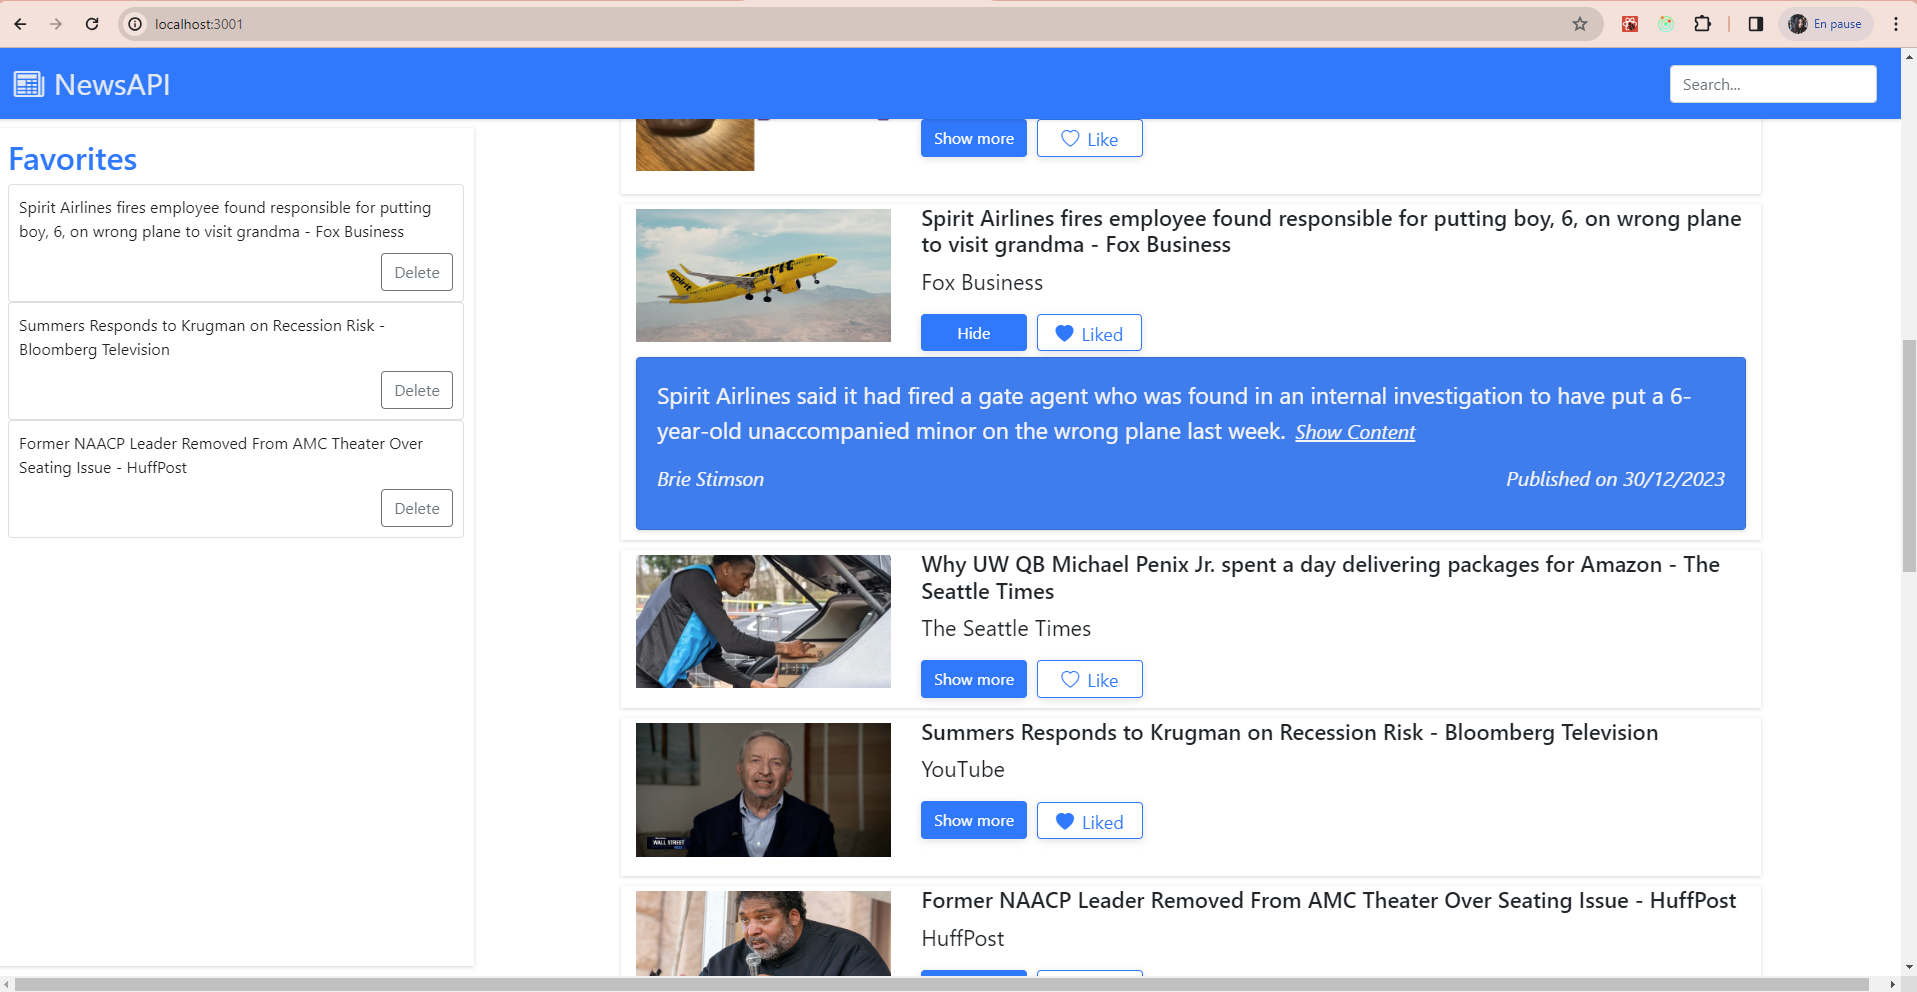 localhost:3001
En pause
NewsAPI
Search...
Favorites
Spirit Airlines fires employee found responsible for putting
boy, 6, on wrong plane to visit grandma - Fox Business
Delete
Summers Responds to Krugman on Recession Risk -
Bloomberg Television
Delete
Former NAACP Leader Removed From AMC Theater Over
Seating Issue - HuffPost
Delete
Show more
Like
spirit
Spirit Airlines fires employee found responsible for putting boy, 6, on wrong plane
to visit grandma - Fox Business
Fox Business
Hide
Liked
Spirit Airlines said it had fired a gate agent who was found in an internal investigation to have put a 6-
year-old unaccompanied minor on the wrong plane last week. Show Content
Brie Stimson
Published on 30/12/2023
Why UW QB Michael Penix Jr. spent a day delivering packages for Amazon - The
Seattle Times
The Seattle Times
Show more
Like
WALL STREET
Summers Responds to Krugman on Recession Risk - Bloomberg Television
YouTube
Show more
Liked
Former NAACP Leader Removed From AMC Theater Over Seating Issue - HuffPost
HuffPost